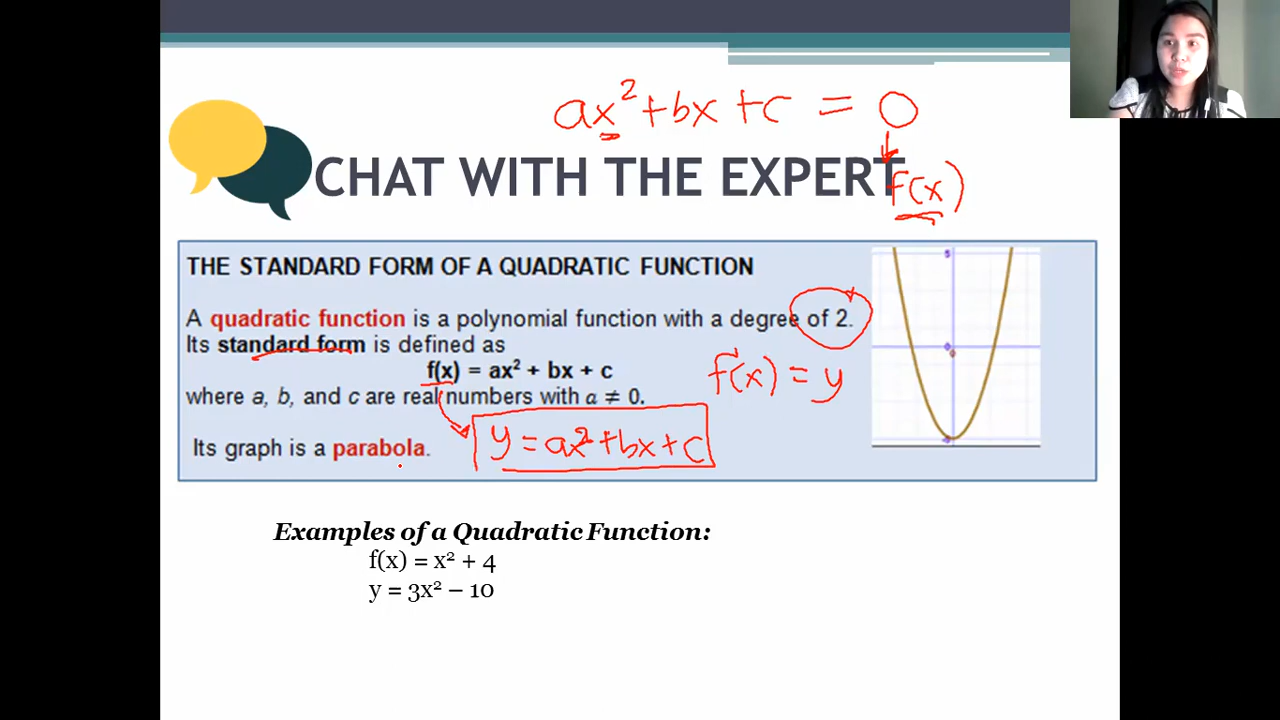 ax²+bx+c = 0
CHAT WITH THE EXPERT
f(x)
THE STANDARD FORM OF A QUADRATIC FUNCTION
A quadratic function is a polynomial function with a degree of 2.
Its standard form is defined as
f(x) = ax² + bx + c
f(x) = y
where a, b, and c are real numbers with a ≠ 0.
y = ax²+bx+c
Its graph is a parabola.
Examples of a Quadratic Function:
f(x) = x² + 4
y = 3x² – 10